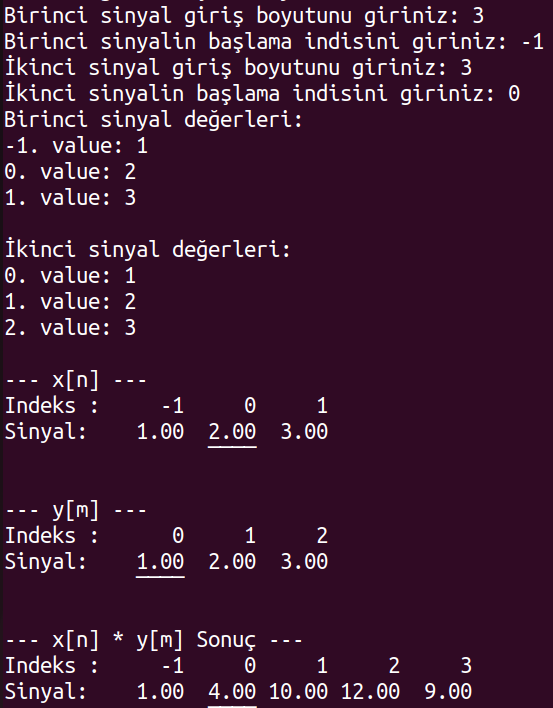 Birinci sinyal giriş boyutunu giriniz: 3
Birinci sinyalin başlama indisini giriniz: -1
İkinci sinyal giriş boyutunu giriniz: 3
İkinci sinyalin başlama indisini giriniz: 0
Birinci sinyal değerleri:
-1. value: 1
0. value: 2
1. value: 3
İkinci sinyal değerleri:
0. value: 1
1. value: 2
2. value: 3
--- x[n] ---
Indeks : -1 0 1
Sinyal: 1.00 2.00 3.00
--- y[m] ---
Indeks : 0 1 2
Sinyal: 1.00 2.00 3.00
--- x[n] * y[m] Sonuç ---
Indeks : -1 0 1 2 3
Sinyal: 1.00 4.00 10.00 12.00 9.00